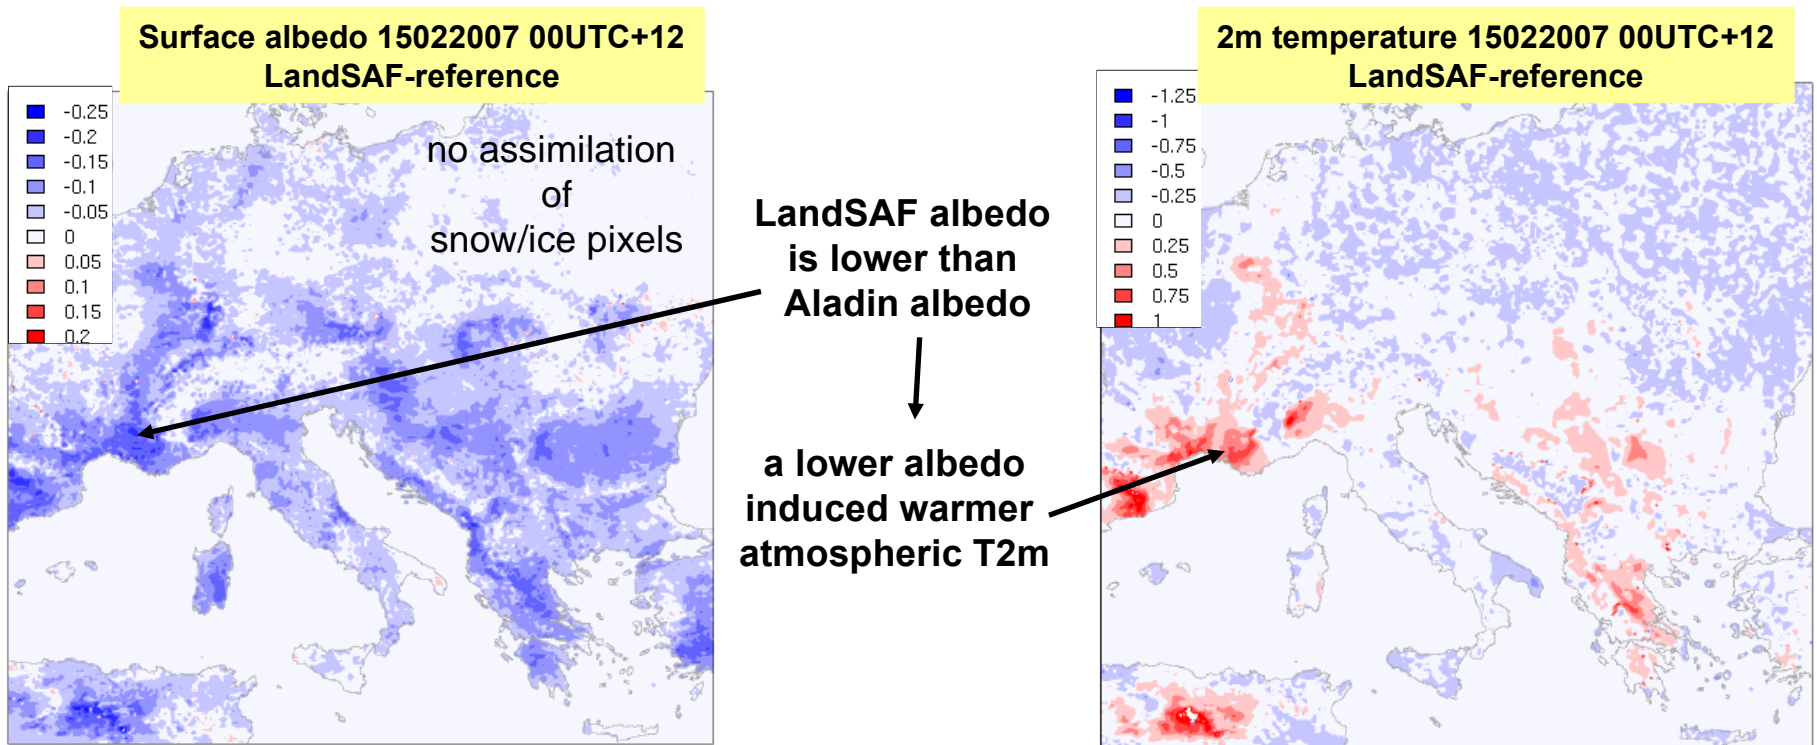 Surface albedo 15022007 00UTC+12
LandSAF-reference
-0.25
-0.2
-0.15
-0.1
-0.05
0
0.05
0.1
0.15
0.2
no assimilation
of
snow/ice pixels
LandSAF albedo
is lower than
Aladin albedo
a lower albedo
induced warmer
atmospheric T2m
2m temperature 15022007 00UTC+12
LandSAF-reference
-1.25
-1
-0.75
-0.5
-0.25
0
0.25
0.5
0.75
1